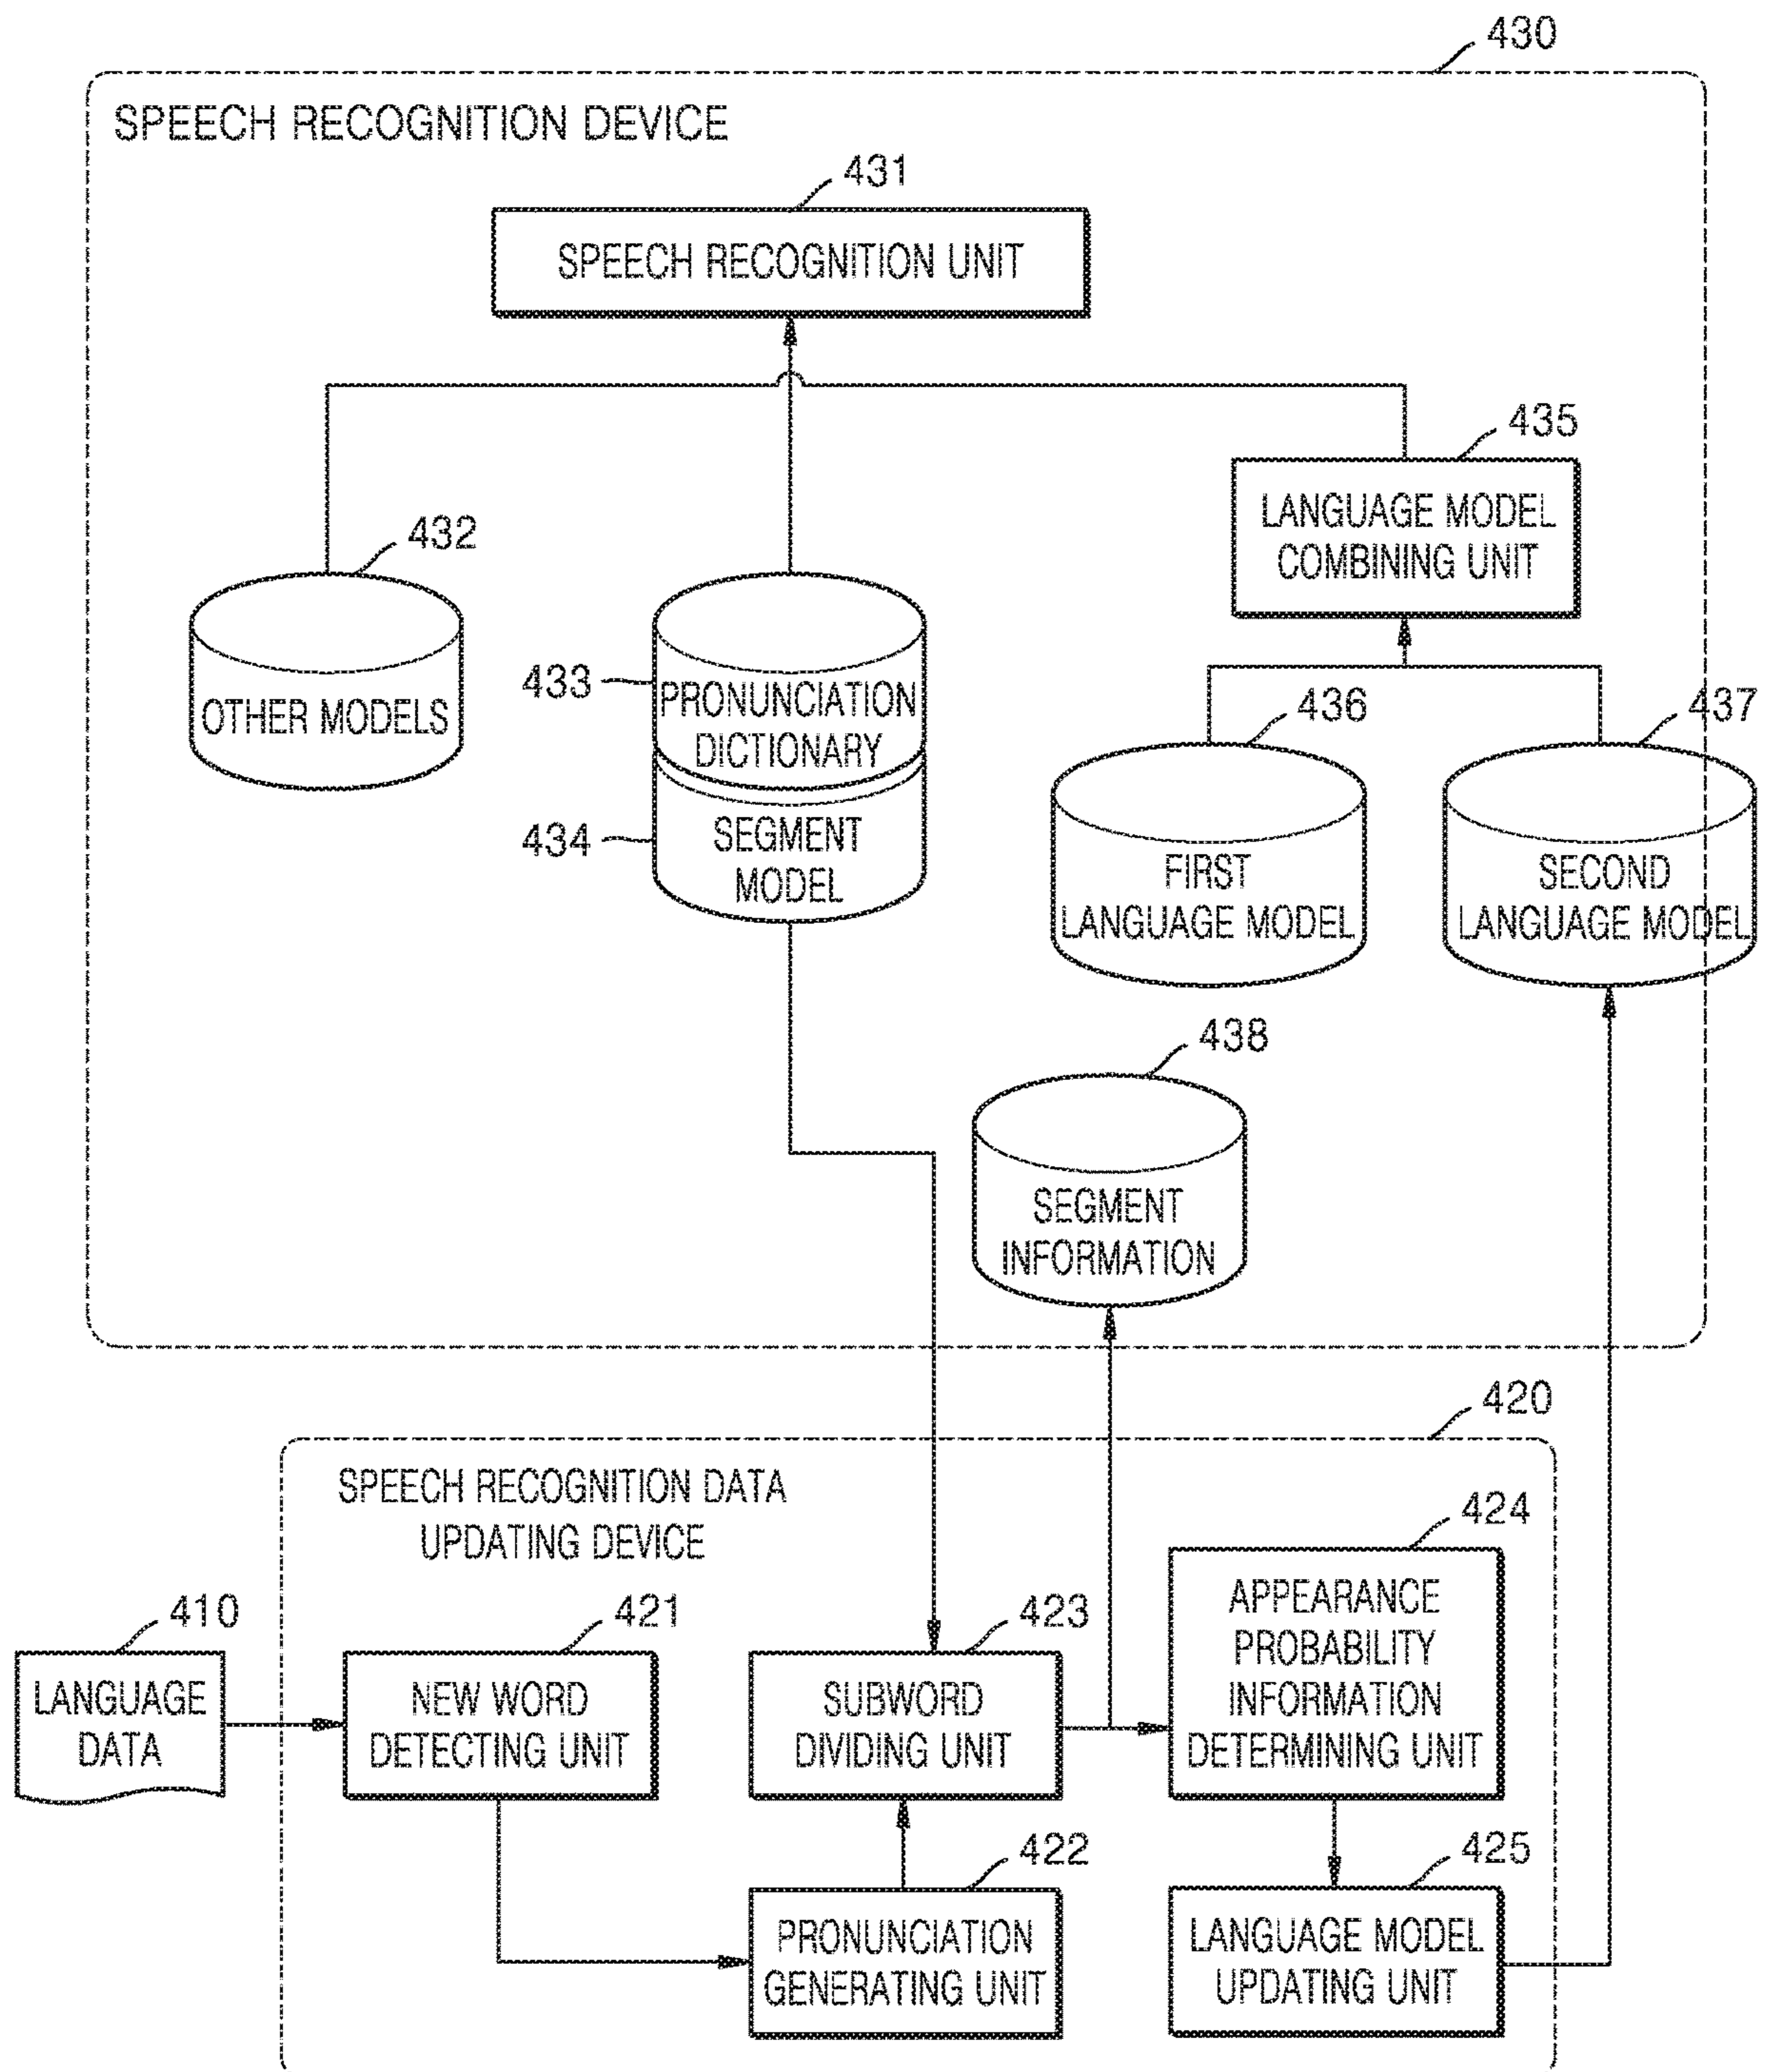 430
SPEECH RECOGNITION DEVICE
431
SPEECH RECOGNITION UNIT
435
LANGUAGE MODEL
COMBINING UNIT
432
OTHER MODELS
433
PRONUNCIATION
DICTIONARY
434
SEGMENT
MODEL
436
FIRST
LANGUAGE MODEL
437
SECOND
LANGUAGE MODEL
438
SEGMENT
INFORMATION
420
SPEECH RECOGNITION DATA
UPDATING DEVICE
410
LANGUAGE
DATA
421
NEW WORD
DETECTING UNIT
423
SUBWORD
DIVIDING UNIT
424
APPEARANCE
PROBABILITY
INFORMATION
DETERMINING UNIT
422
PRONUNCIATION
GENERATING UNIT
425
LANGUAGE MODEL
UPDATING UNIT